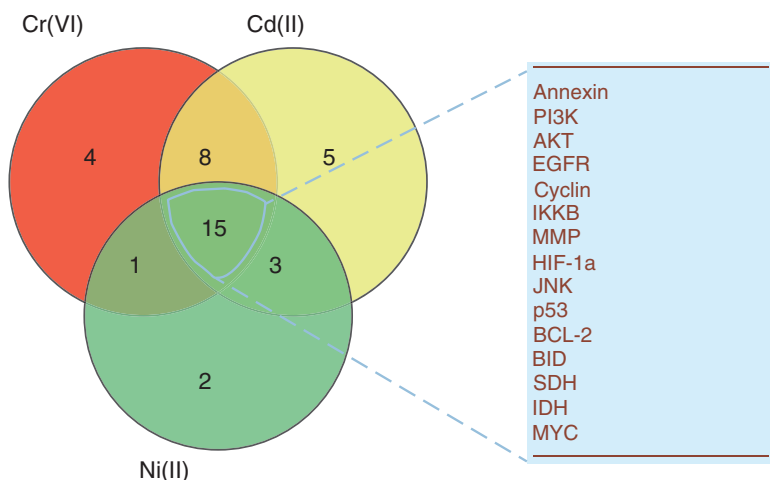 Cr(VI)
Cd(II)
4
8
5
15
1
3
2
Ni(II)
Annexin
PI3K
AKT
EGFR
Cyclin
IKKB
MMP
HIF-1a
JNK
p53
BCL-2
BID
SDH
IDH
MYC